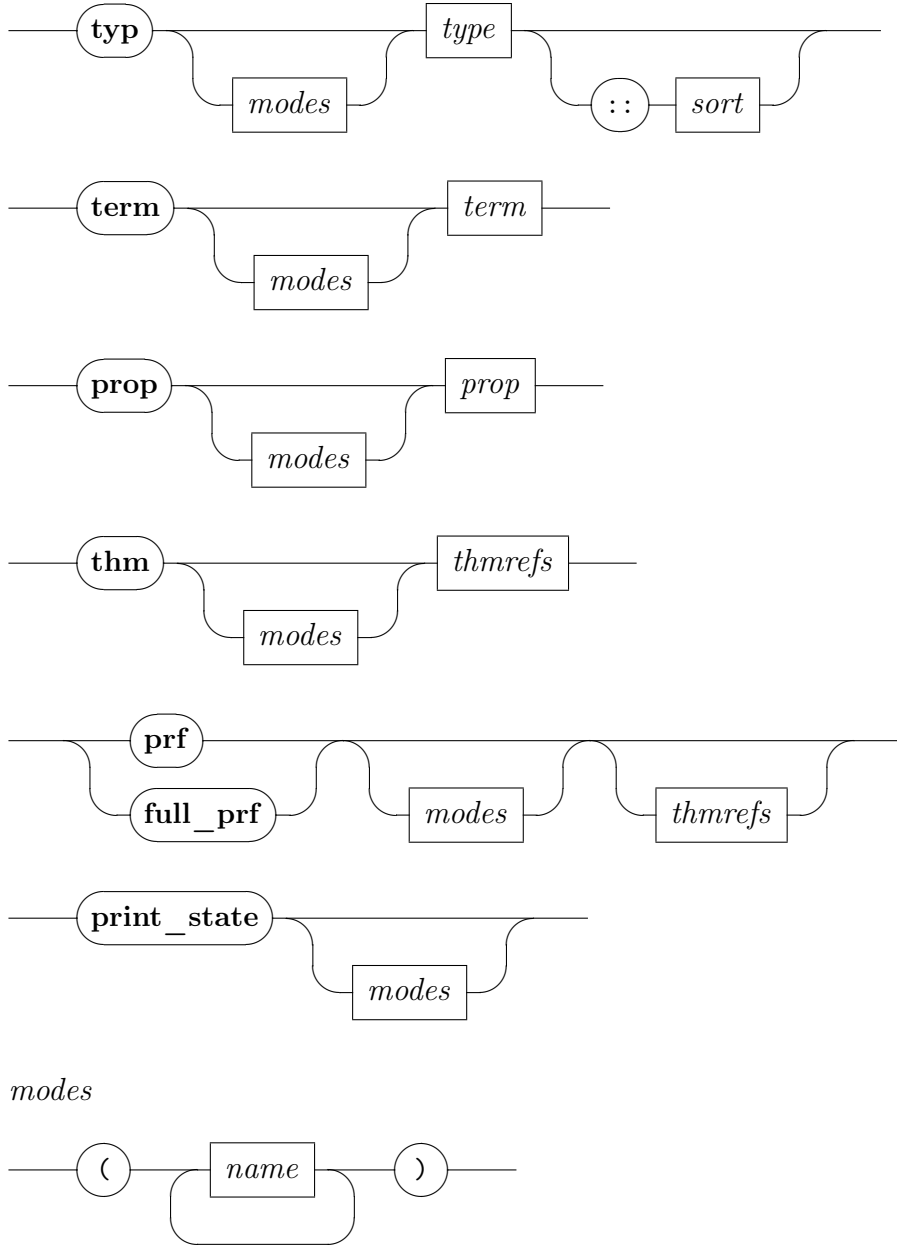 typ type
modes :: sort
term term
modes
prop prop
modes
thm thmrefs
modes
prf
full_prf modes thmrefs
print_state
modes
modes
( name )